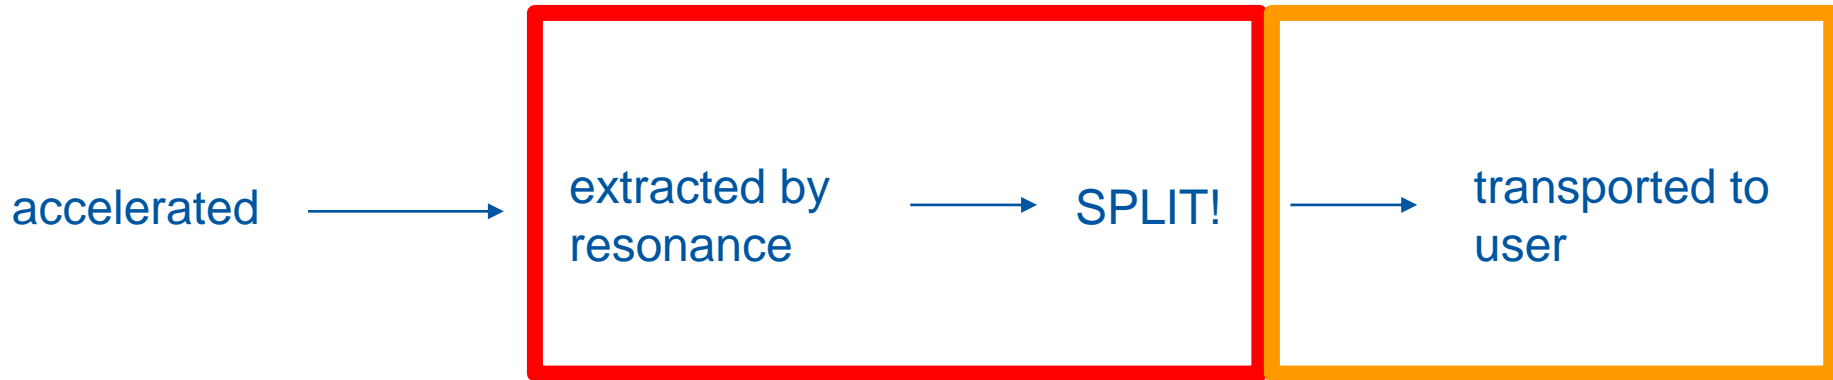 accelerated
extracted by
resonance
SPLIT!
transported to
user